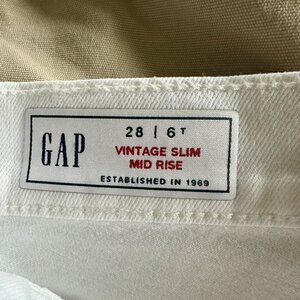 GAP
28 | 6ᵀ
VINTAGE SLIM
MID RISE
ESTABLISHED IN 1969